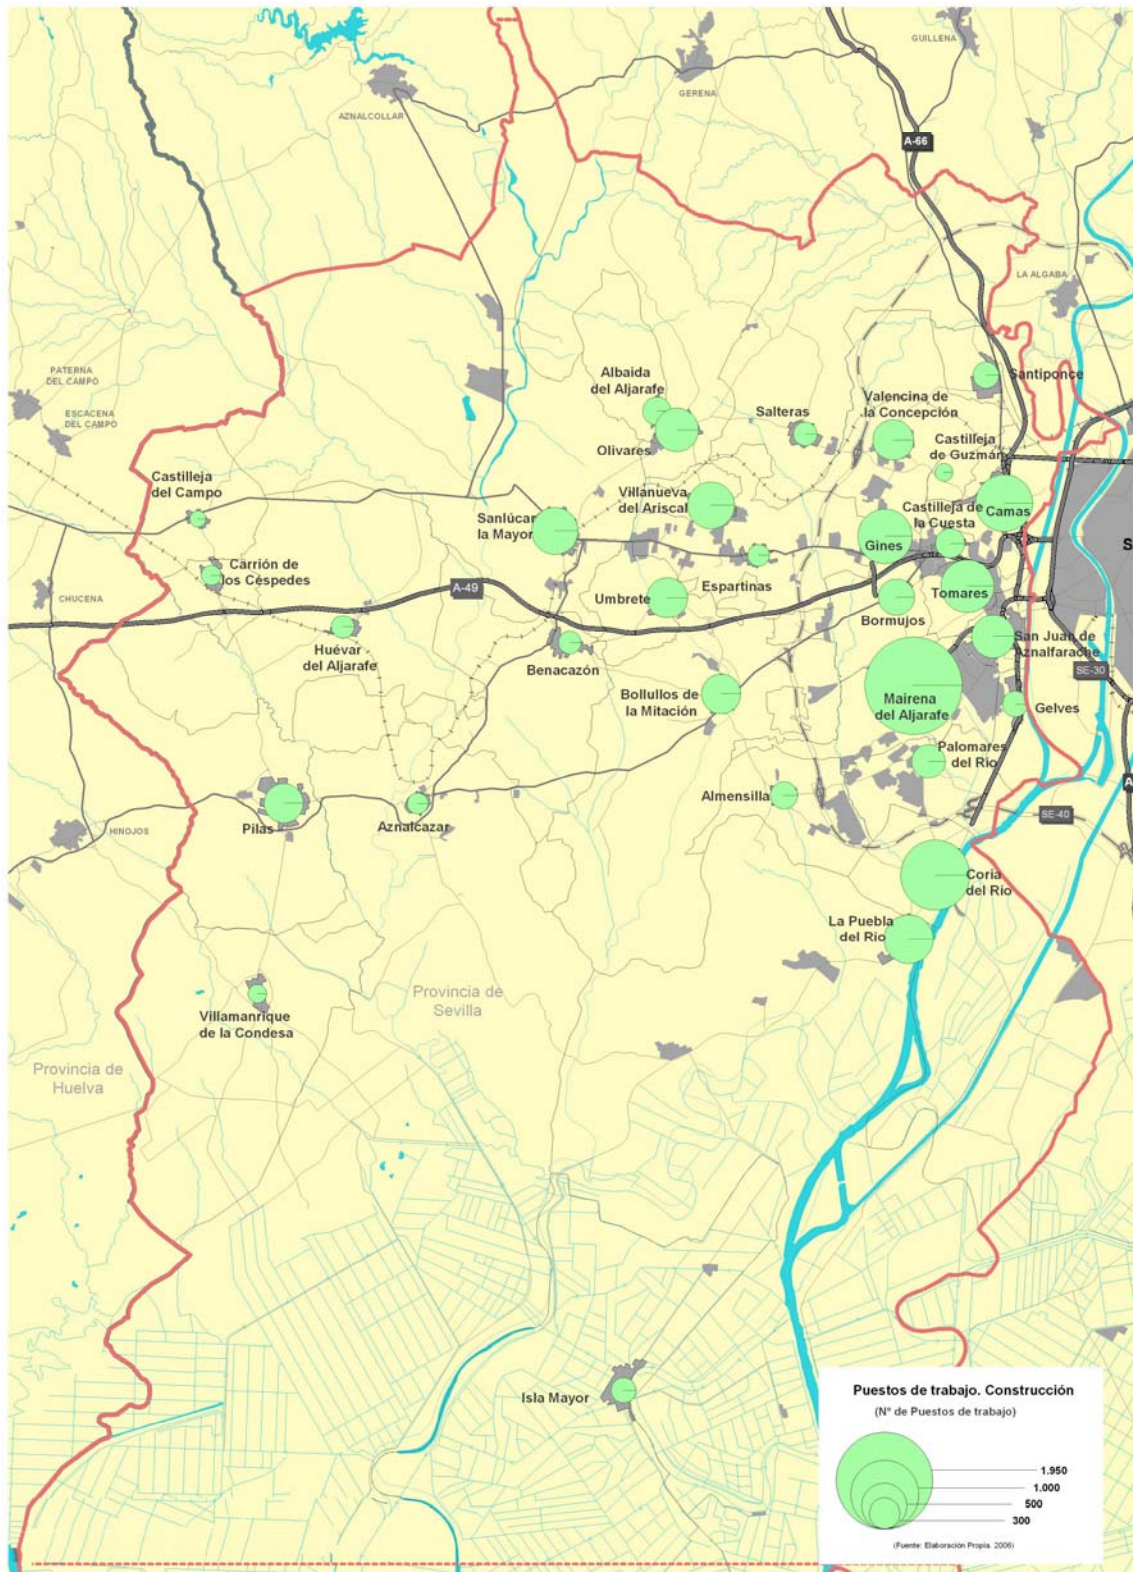 GUILLENA
GERENA
AZNALCOLLAR
A-66
LA ALGABA
PATERNA
DEL CAMPO
ESCACENA
DEL CAMPO
Albaida
del Aljarafe
Olivares
Salteras
Valencina de
la Concepción
Santiponce
Castilleja
de Guzmán
Castilleja
del Campo
Sanlúcar
la Mayor
Villanueva
del Ariscal
Castilleja de
la Cuesta
Camas
Gines
S
Carrión de
los Céspedes
CHUCENA
A-49
Espartinas
Umbrete
Bormujos
Tomares
Huévar
del Aljarafe
Benacazón
San Juan de
Aznalfarache
SE-30
Bollullos de
la Mitación
Mairena
del Aljarafe
Gelves
Palomares
del Río
A
HINOJOS
Pilas
Aznalcazar
Almensilla
SE-40
Coria
del Río
La Puebla
del Río
Provincia de
Sevilla
Villamanrique
de la Condesa
Provincia de
Huelva
Isla Mayor
Puestos de trabajo. Construcción
(Nº de Puestos de trabajo)
1.950
1.000
500
300
(Fuente: Elaboración Propia. 2006)